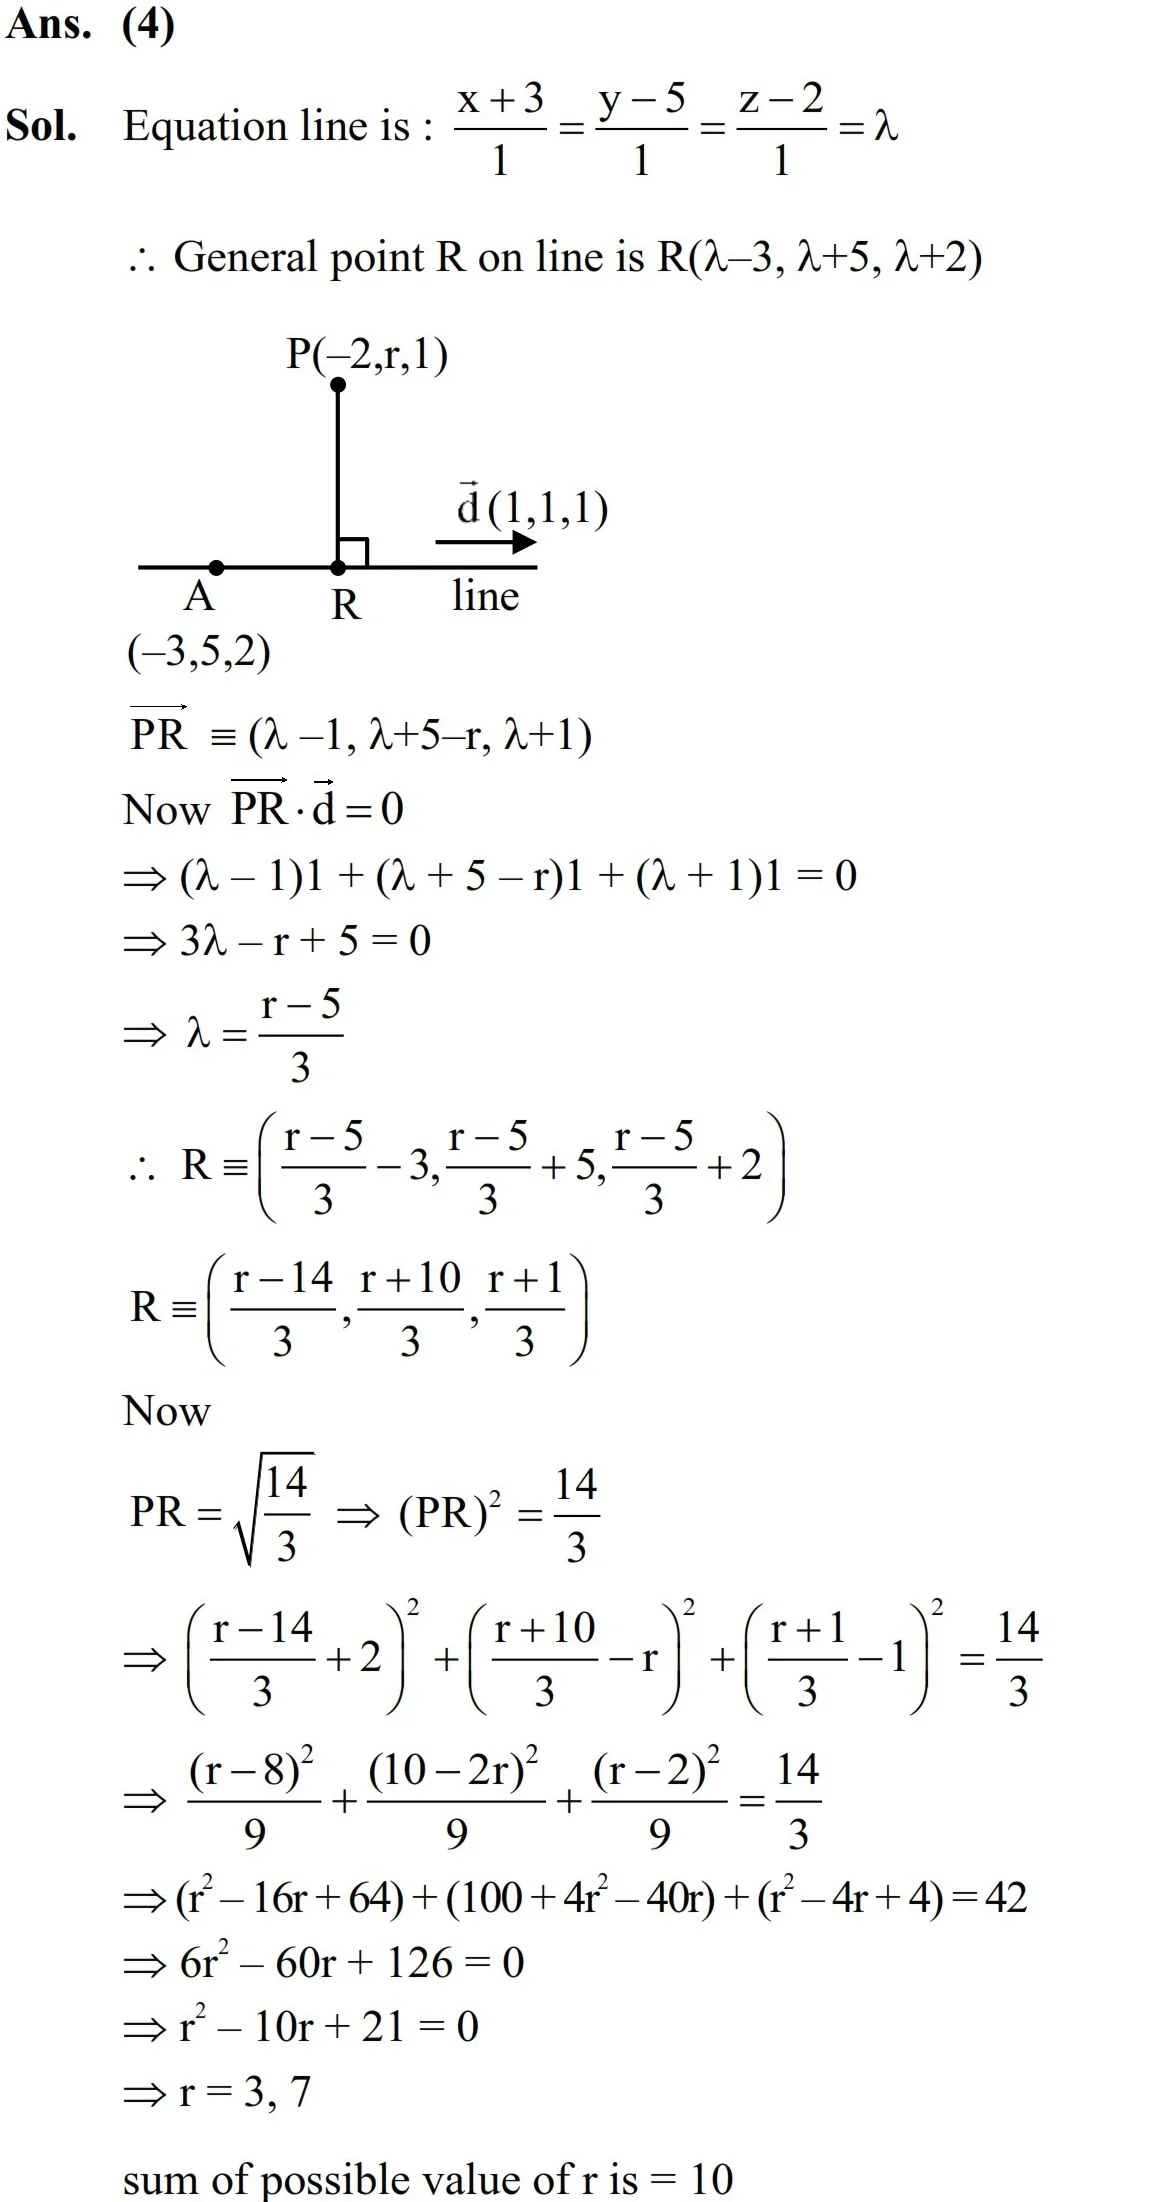 Ans. (4)
Sol. Equation line is : (x + 3)/1 = (y − 5)/1 = (z − 2)/1 = λ
∴ General point R on line is R(λ–3, λ+5, λ+2)
P(–2,r,1)
d⃗ (1,1,1)
A R line
(–3,5,2)
PR⃗ ≡ (λ –1, λ+5–r, λ+1)
Now PR⃗ · d⃗ = 0
⇒ (λ – 1)1 + (λ + 5 – r)1 + (λ + 1)1 = 0
⇒ 3λ – r + 5 = 0
⇒ λ = (r − 5)/3
∴ R ≡ ((r − 5)/3 − 3, (r − 5)/3 + 5, (r − 5)/3 + 2)
R ≡ ((r − 14)/3, (r + 10)/3, (r + 1)/3)
Now
PR = √(14/3) ⇒ (PR)² = 14/3
⇒ ((r − 14)/3 + 2)² + ((r + 10)/3 − r)² + ((r + 1)/3 − 1)² = 14/3
⇒ (r − 8)²/9 + (10 − 2r)²/9 + (r − 2)²/9 = 14/3
⇒ (r² – 16r + 64) + (100 + 4r² – 40r) + (r² – 4r + 4) = 42
⇒ 6r² – 60r + 126 = 0
⇒ r² – 10r + 21 = 0
⇒ r = 3, 7
sum of possible value of r is = 10